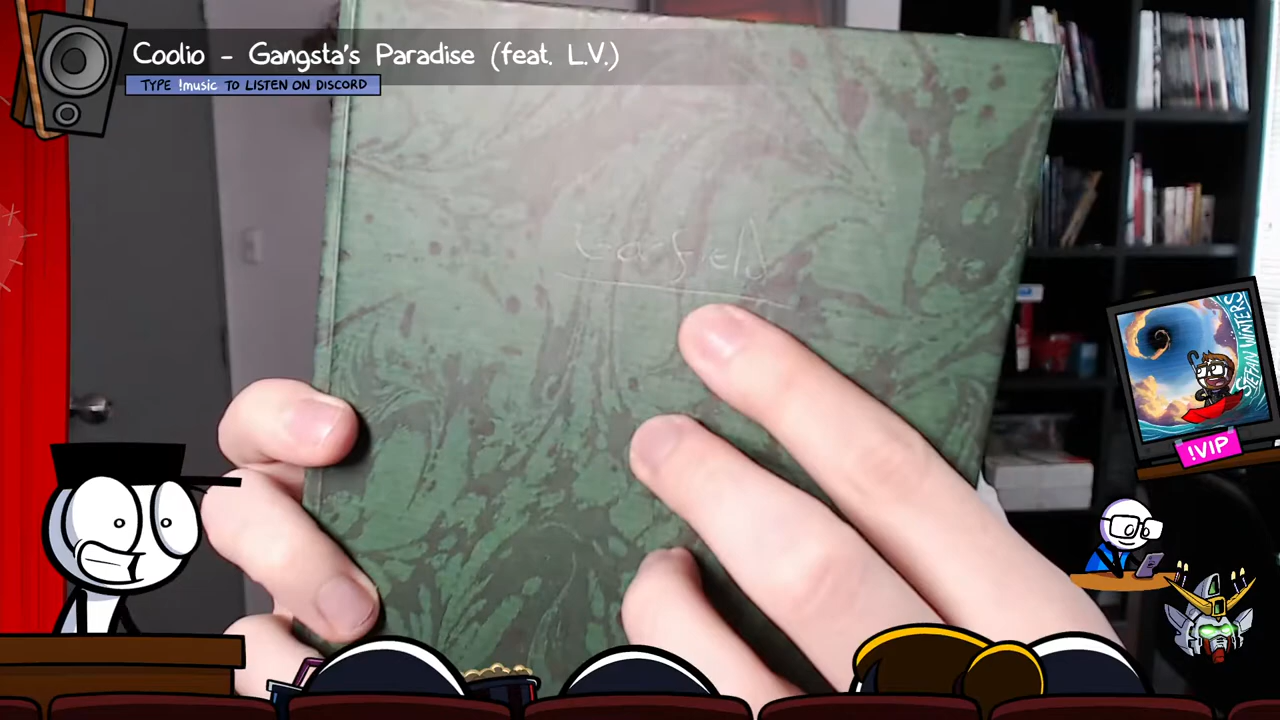 Coolio - Gangsta's Paradise (feat. L.V.)
TYPE !music TO LISTEN ON DISCORD
Garfield
STEFAN WINTERS
!VIP